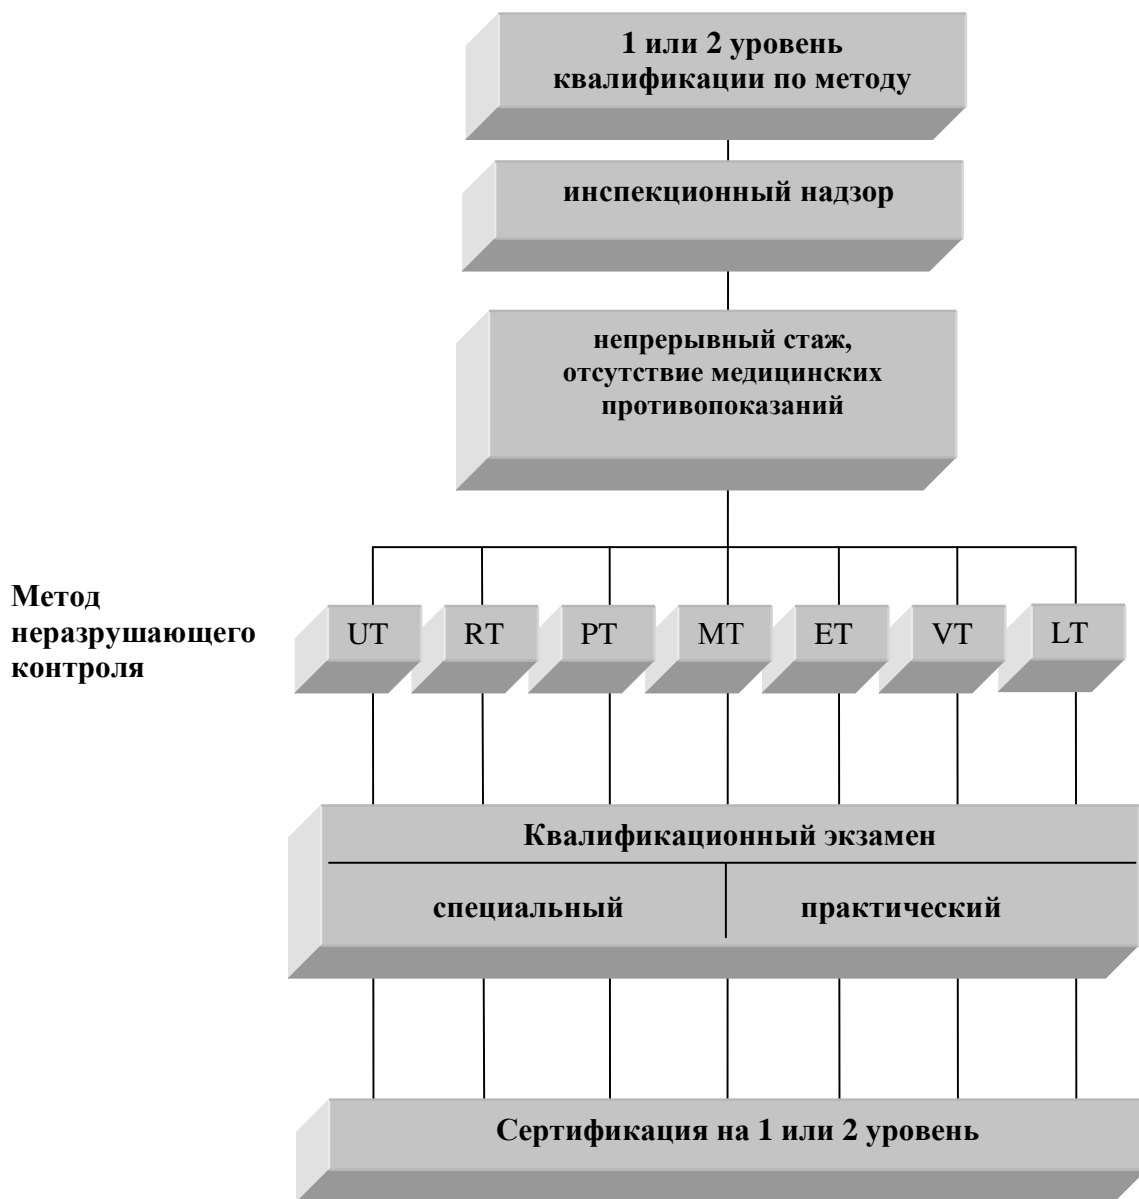 1 или 2 уровень
квалификации по методу
инспекционный надзор
непрерывный стаж,
отсутствие медицинских
противопоказаний
Метод
неразрушающего
контроля
UT RT PT MT ET VT LT
Квалификационный экзамен
специальный практический
Сертификация на 1 или 2 уровень